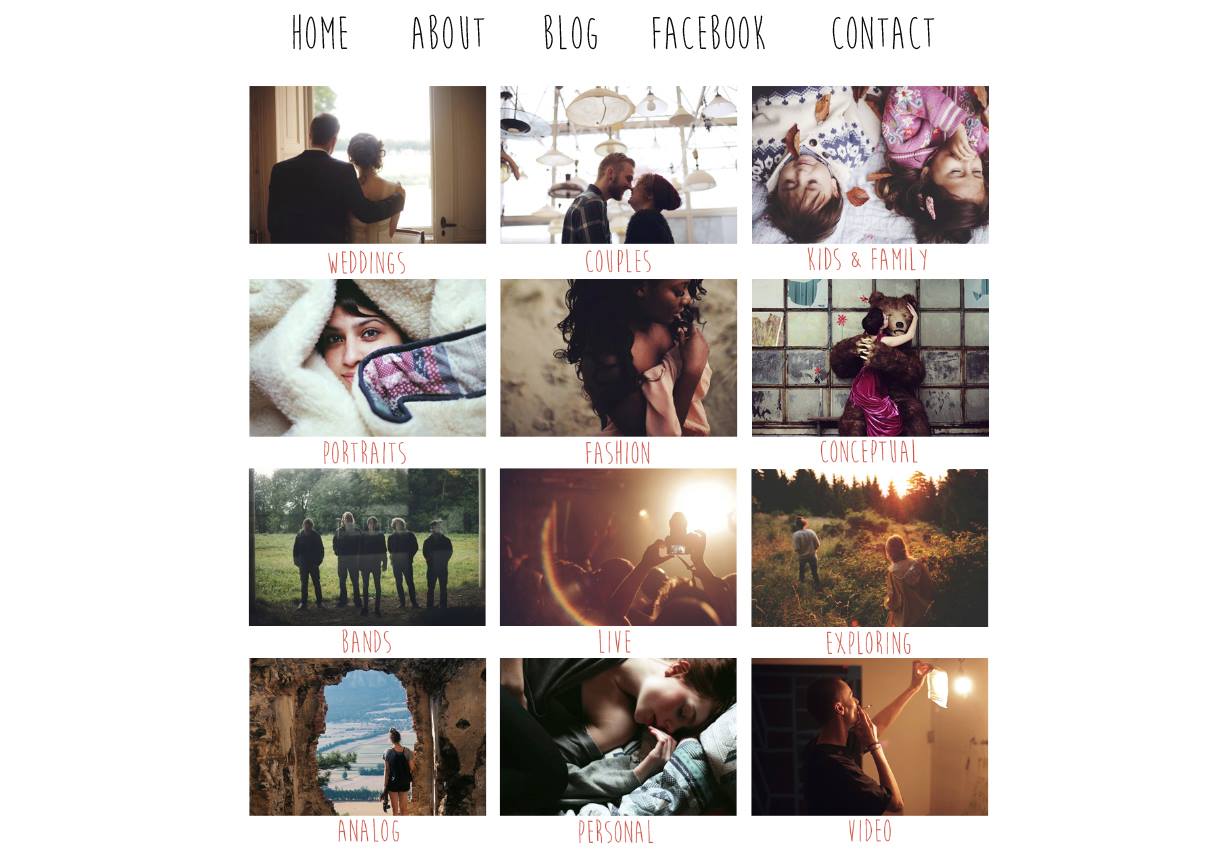 HOME ABOUT BLOG FACEBOOK CONTACT
WEDDINGS COUPLES KIDS & FAMILY
PORTRAITS FASHION CONCEPTUAL
BANDS LIVE EXPLORING
ANALOG PERSONAL VIDEO